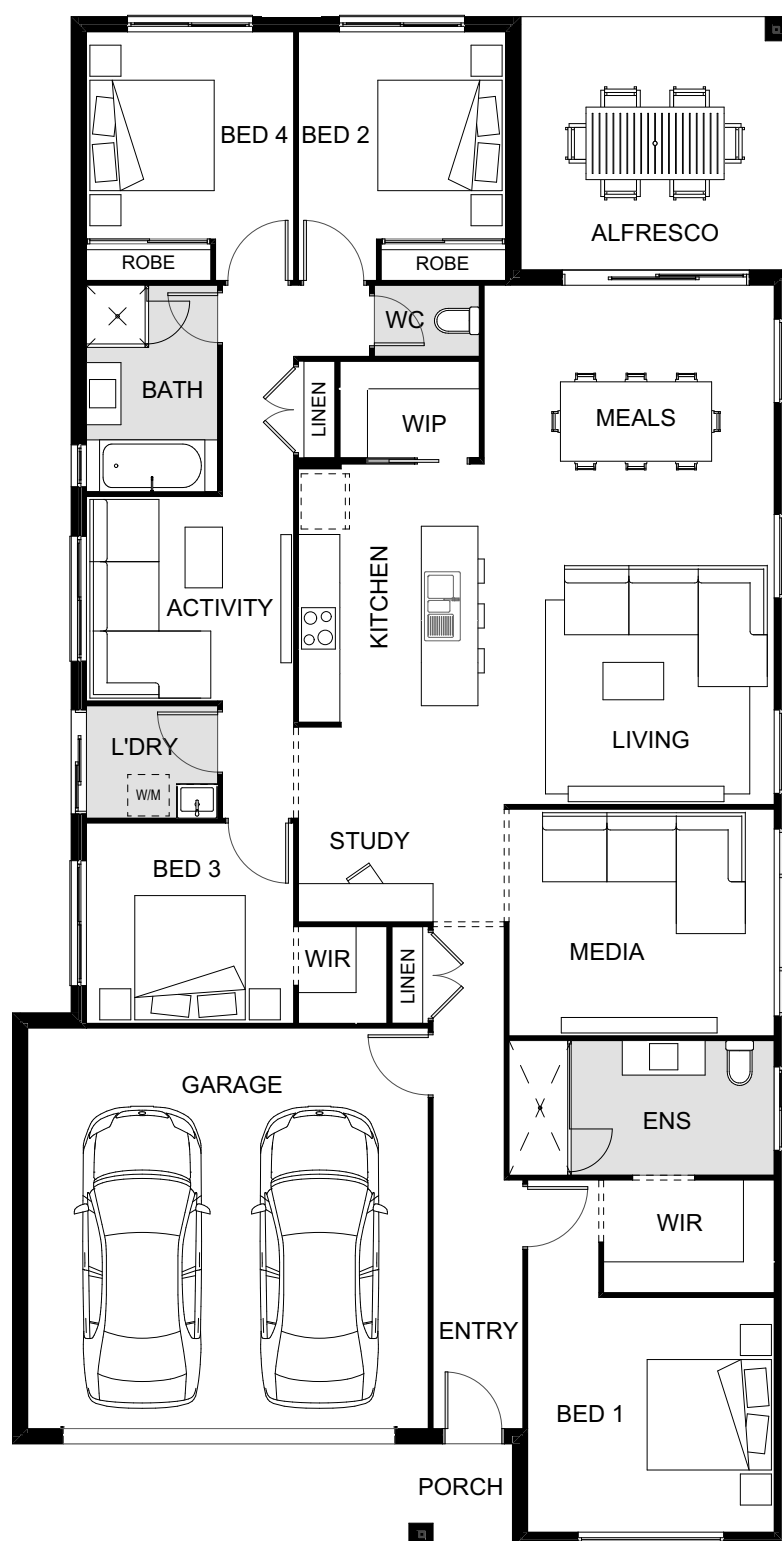 BED 4
BED 2
ALFRESCO
ROBE
ROBE
WC
BATH
LINEN
WIP
MEALS
KITCHEN
ACTIVITY
L'DRY
W/M
LIVING
STUDY
BED 3
WIR
LINEN
MEDIA
GARAGE
ENS
WIR
ENTRY
BED 1
PORCH